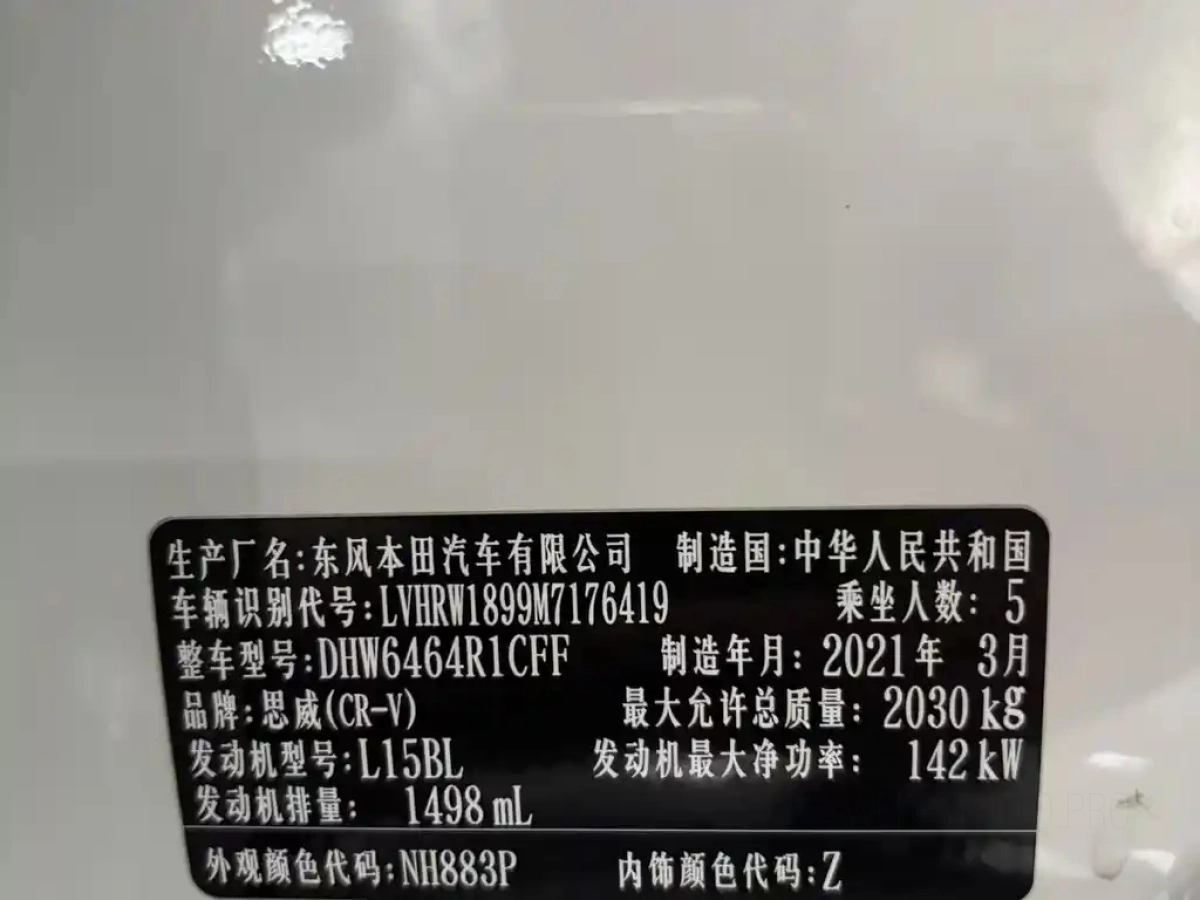 生产厂名:东风本田汽车有限公司 制造国:中华人民共和国
车辆识别代号:LVHRW1899M7176419 乘坐人数: 5
整车型号:DHW6464R1CFF 制造年月: 2021年 3月
品牌:思威(CR-V) 最大允许总质量: 2030 kg
发动机型号:L15BL 发动机最大净功率: 142 kW
发动机排量: 1498 mL
外观颜色代码:NH883P 内饰颜色代码:Z